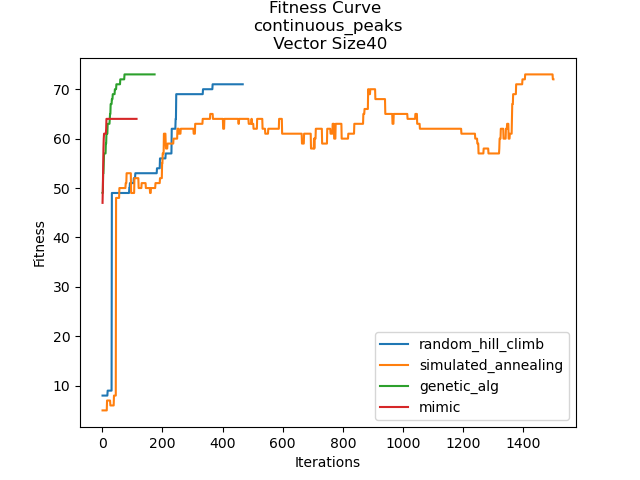 Fitness Curve
continuous_peaks
Vector Size40
Fitness
70
60
50
40
30
20
10
0
200
400
600
800
1000
1200
1400
Iterations
random_hill_climb
simulated_annealing
genetic_alg
mimic